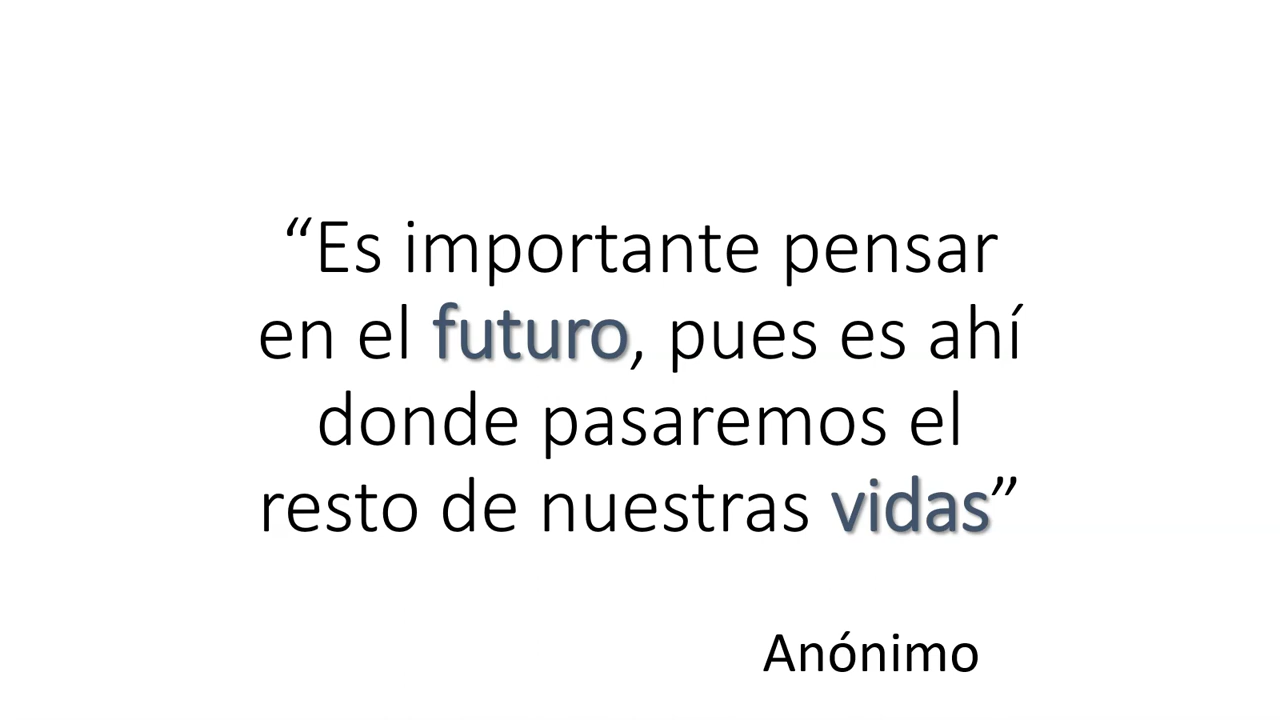 “Es importante pensar
en el futuro, pues es ahí
donde pasaremos el
resto de nuestras vidas”
Anónimo